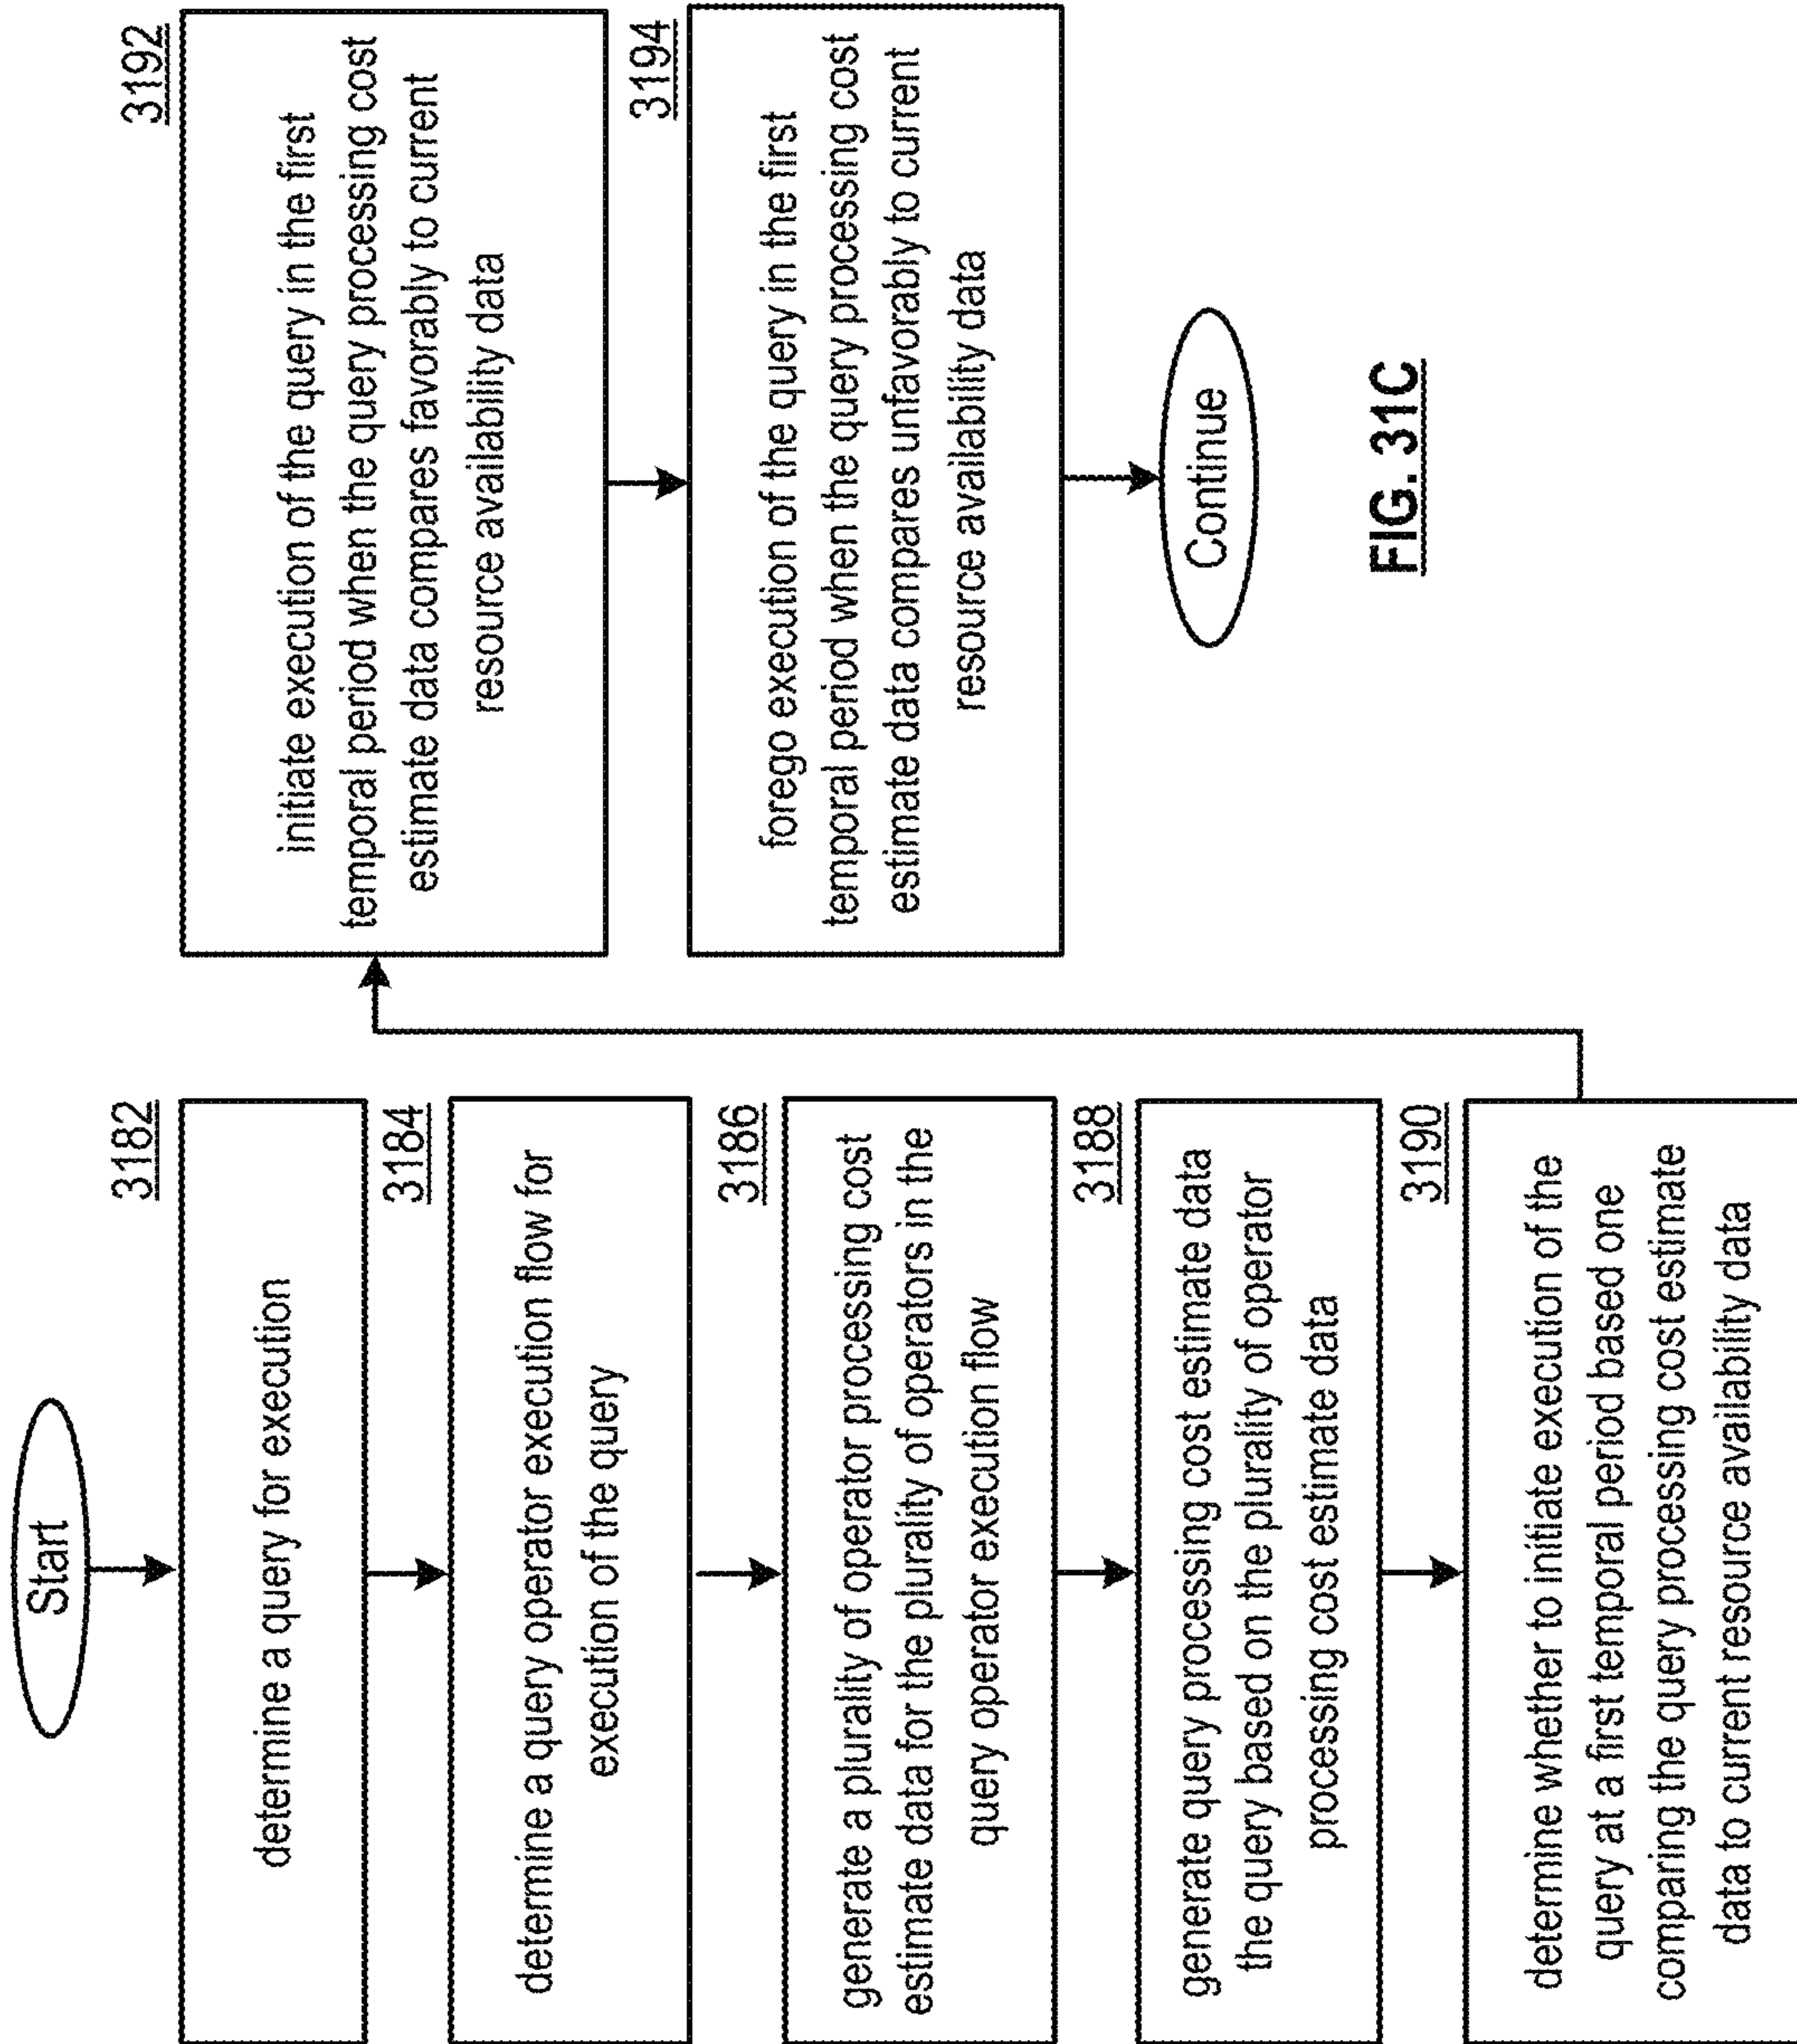 Start
3182
determine a query for execution
3184
determine a query operator execution flow for
execution of the query
3186
generate a plurality of operator processing cost
estimate data for the plurality of operators in the
query operator execution flow
3188
generate query processing cost estimate data
the query based on the plurality of operator
processing cost estimate data
3190
determine whether to initiate execution of the
query at a first temporal period based one
comparing the query processing cost estimate
data to current resource availability data
3192
initiate execution of the query in the first
temporal period when the query processing cost
estimate data compares favorably to current
resource availability data
3194
forego execution of the query in the first
temporal period when the query processing cost
estimate data compares unfavorably to current
resource availability data
Continue
FIG. 31C